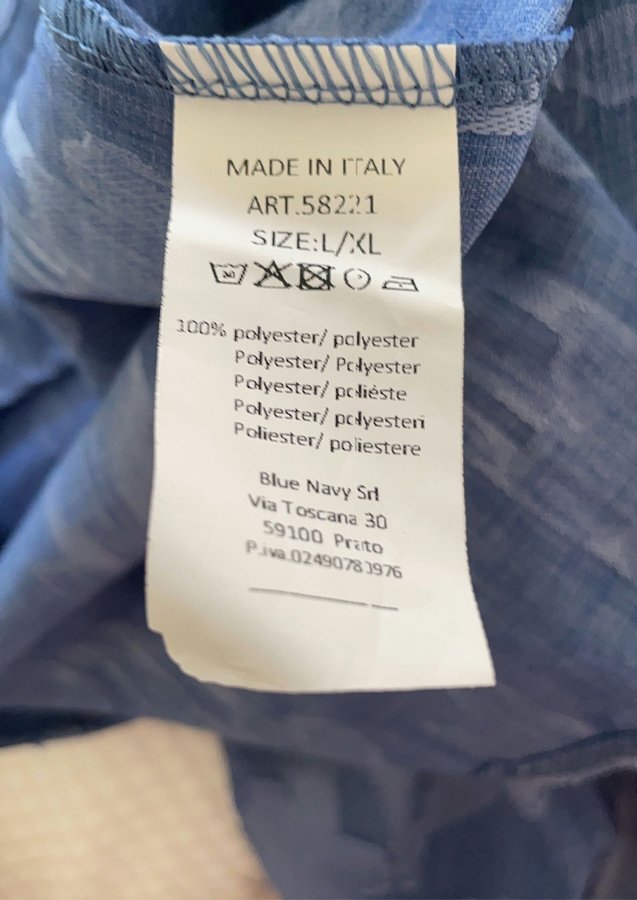 MADE IN ITALY
ART.58221
SIZE:L/XL
100% polyester/ polyester
Polyester/ Polyester
Polyester/ poliéste
Polyester/ polyesteri
Poliester/ poliestere
Blue Navy Srl
Via Toscana 30
59100 Prato
P.iva.